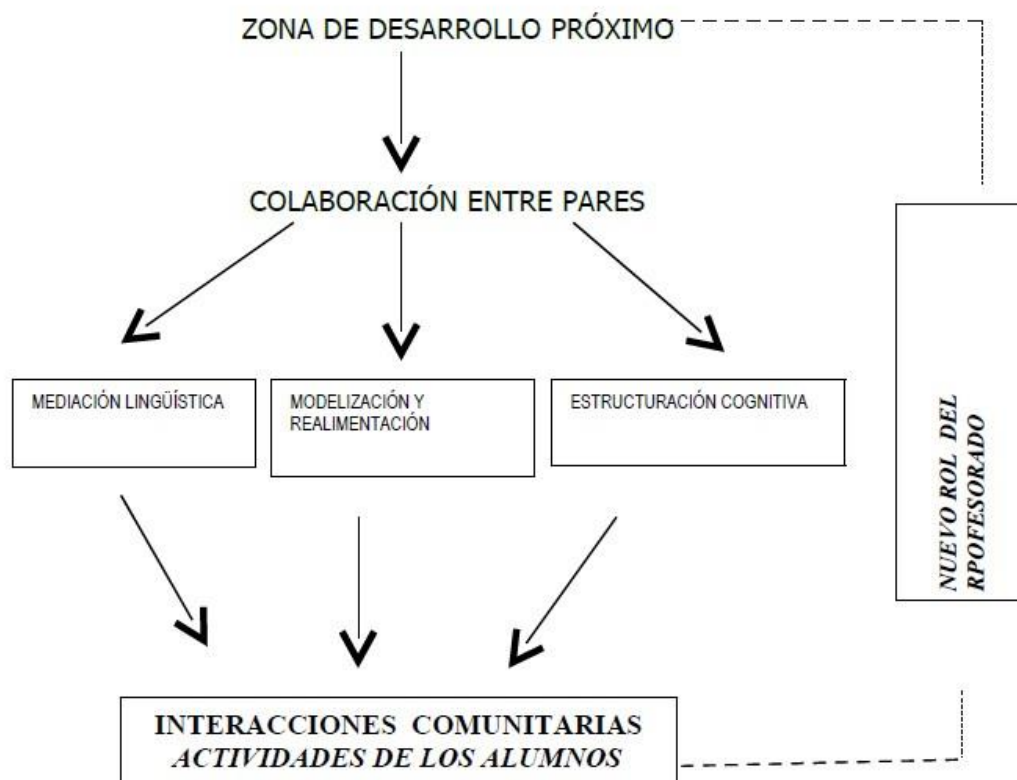 ZONA DE DESARROLLO PRÓXIMO
COLABORACIÓN ENTRE PARES
MEDIACIÓN LINGÜÍSTICA
MODELIZACIÓN Y
REALIMENTACIÓN
ESTRUCTURACIÓN COGNITIVA
NUEVO ROL DEL
RPOFESORADO
INTERACCIONES COMUNITARIAS
ACTIVIDADES DE LOS ALUMNOS